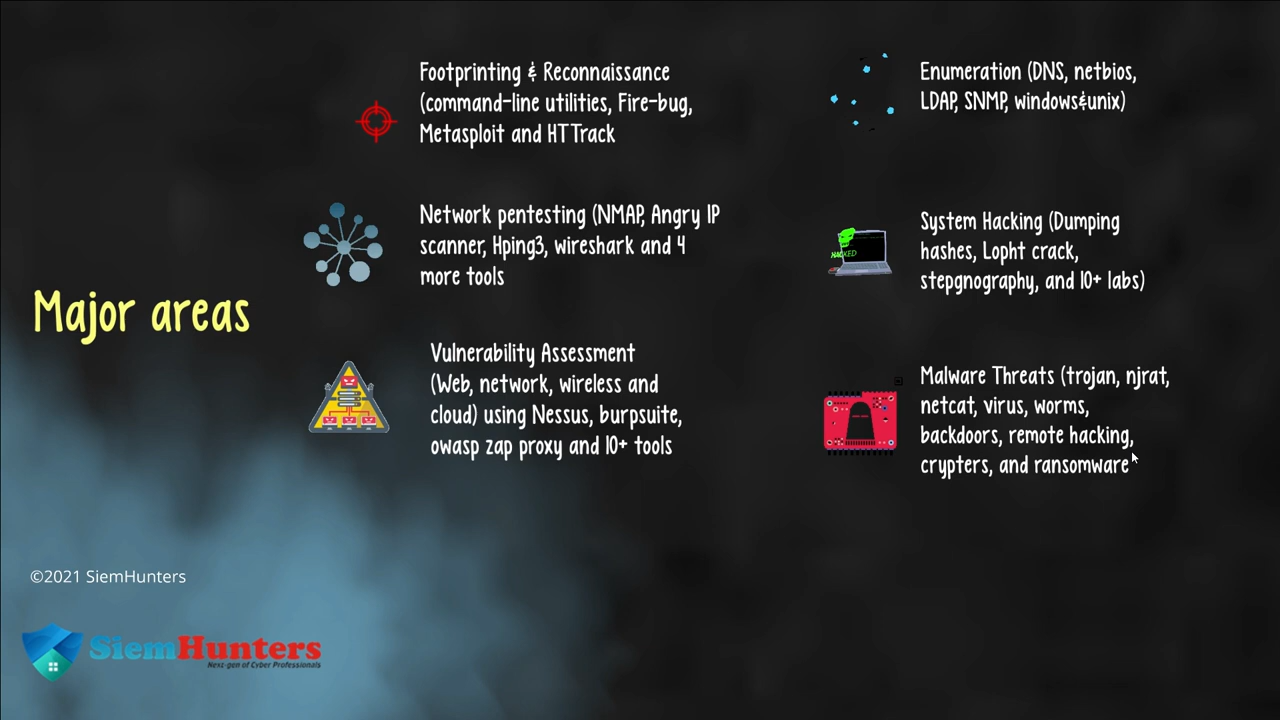 Major areas
Footprinting & Reconnaissance
(command-line utilities, Fire-bug,
Metasploit and HTTrack
Network pentesting (NMAP, Angry IP
scanner, Hping3, wireshark and 4
more tools
Vulnerability Assessment
(Web, network, wireless and
cloud) using Nessus, burpsuite,
owasp zap proxy and 10+ tools
Enumeration (DNS, netbios,
LDAP, SNMP, windows&unix)
HACKED
System Hacking (Dumping
hashes, Lopht crack,
stepgnography, and 10+ labs)
Malware Threats (trojan, njrat,
netcat, virus, worms,
backdoors, remote hacking,
crypters, and ransomware
©2021 SiemHunters
SiemHunters
Next-gen of Cyber Professionals